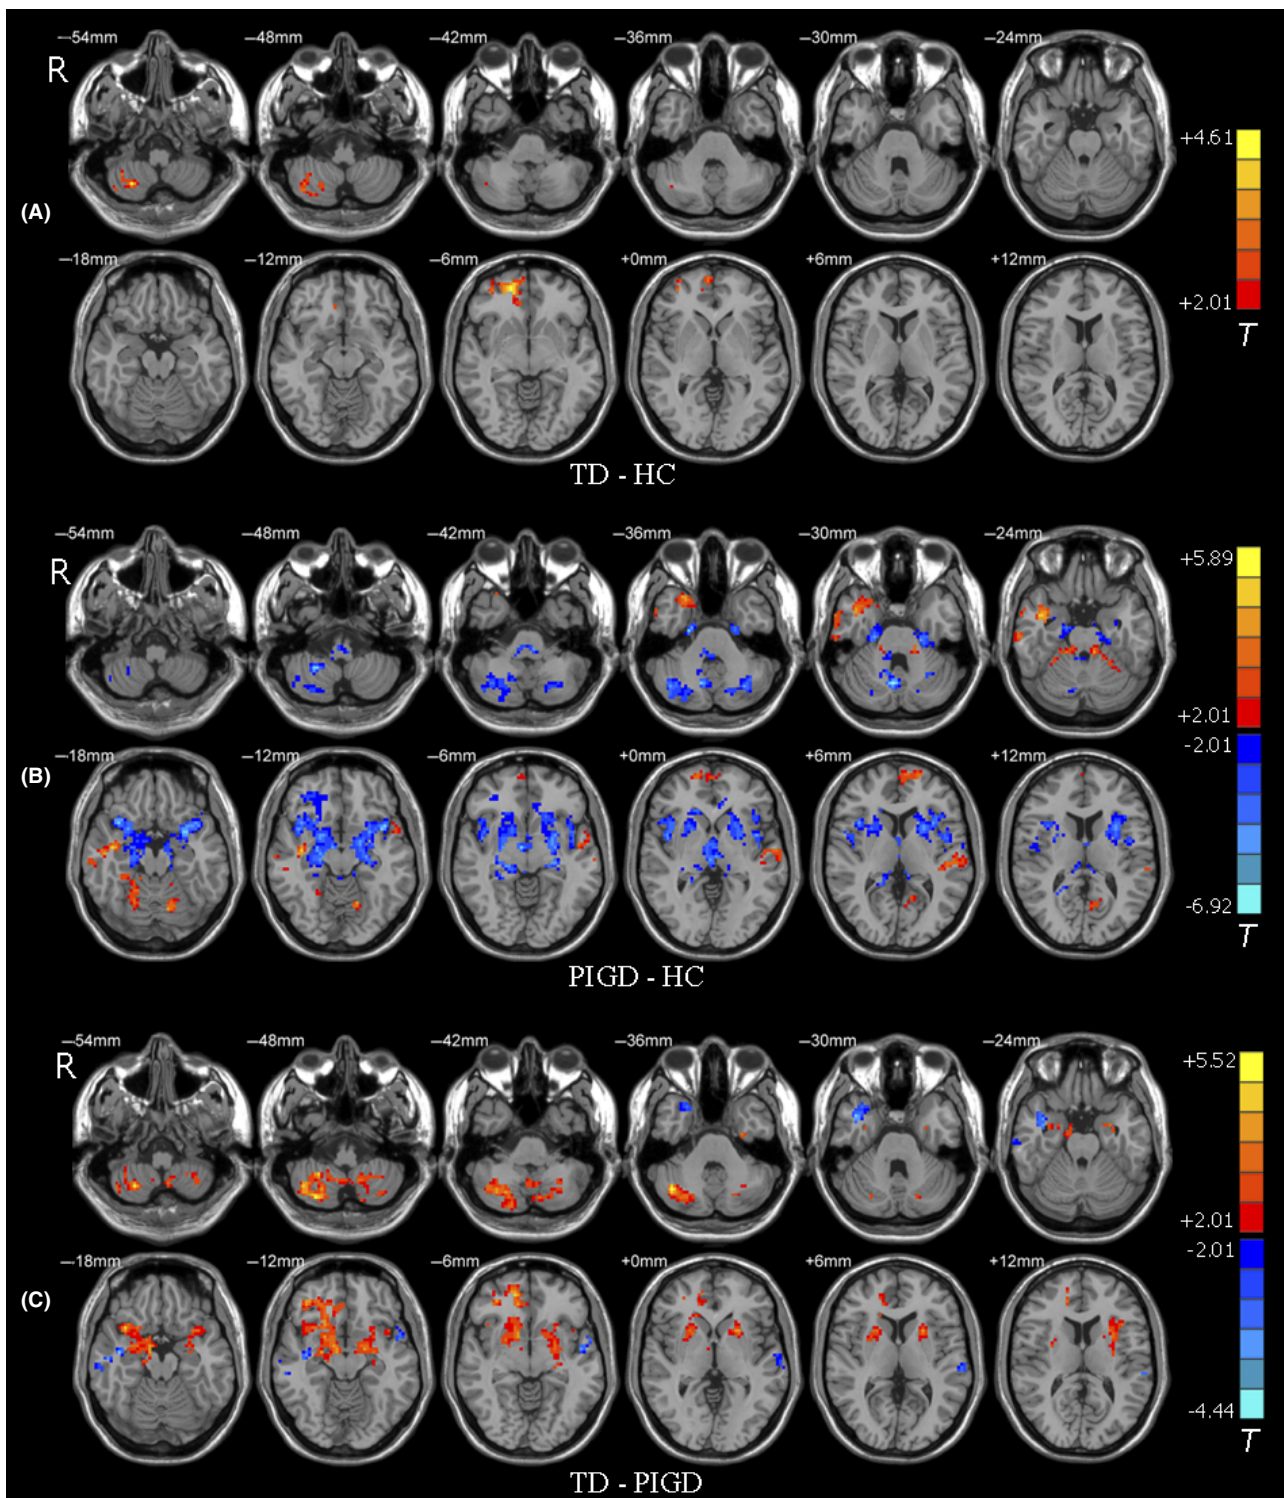 –54mm –48mm –42mm –36mm –30mm –24mm
R
+4.61
(A)
–18mm –12mm –6mm +0mm +6mm +12mm
+2.01
T
TD - HC
–54mm –48mm –42mm –36mm –30mm –24mm
+5.89
R
+2.01
-2.01
–18mm –12mm –6mm +0mm +6mm +12mm
(B)
-6.92
T
PIGD - HC
–54mm –48mm –42mm –36mm –30mm –24mm
R
+5.52
+2.01
-2.01
–18mm –12mm –6mm +0mm +6mm +12mm
(C)
-4.44
T
TD - PIGD